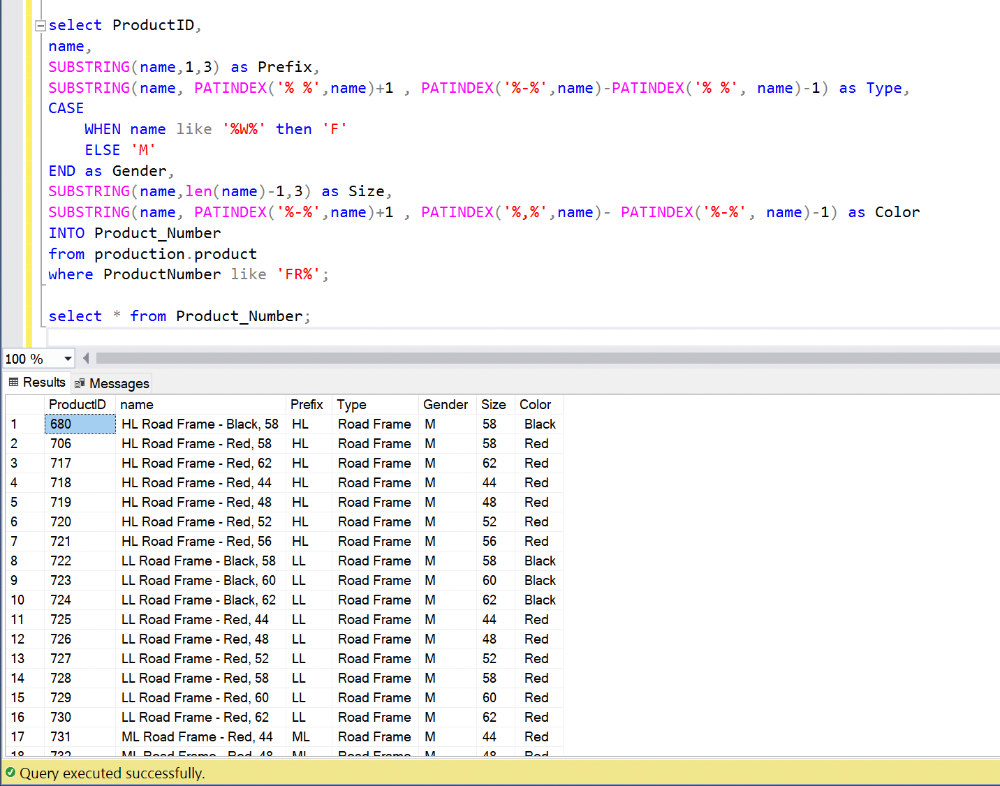 select ProductID,
name,
SUBSTRING(name,1,3) as Prefix,
SUBSTRING(name, PATINDEX('% %',name)+1 , PATINDEX('%-%',name)-PATINDEX('% %', name)-1) as Type,
CASE
    WHEN name like '%W%' then 'F'
    ELSE 'M'
END as Gender,
SUBSTRING(name,len(name)-1,3) as Size,
SUBSTRING(name, PATINDEX('%-%',name)+1 , PATINDEX('%,%',name)- PATINDEX('%-%', name)-1) as Color
INTO Product_Number
from production.product
where ProductNumber like 'FR%';
select * from Product_Number;
100 %
Results Messages
ProductID name Prefix Type Gender Size Color
1 680 HL Road Frame - Black, 58 HL Road Frame M 58 Black
2 706 HL Road Frame - Red, 58 HL Road Frame M 58 Red
3 717 HL Road Frame - Red, 62 HL Road Frame M 62 Red
4 718 HL Road Frame - Red, 44 HL Road Frame M 44 Red
5 719 HL Road Frame - Red, 48 HL Road Frame M 48 Red
6 720 HL Road Frame - Red, 52 HL Road Frame M 52 Red
7 721 HL Road Frame - Red, 56 HL Road Frame M 56 Red
8 722 LL Road Frame - Black, 58 LL Road Frame M 58 Black
9 723 LL Road Frame - Black, 60 LL Road Frame M 60 Black
10 724 LL Road Frame - Black, 62 LL Road Frame M 62 Black
11 725 LL Road Frame - Red, 44 LL Road Frame M 44 Red
12 726 LL Road Frame - Red, 48 LL Road Frame M 48 Red
13 727 LL Road Frame - Red, 52 LL Road Frame M 52 Red
14 728 LL Road Frame - Red, 58 LL Road Frame M 58 Red
15 729 LL Road Frame - Red, 60 LL Road Frame M 60 Red
16 730 LL Road Frame - Red, 62 LL Road Frame M 62 Red
17 731 ML Road Frame - Red, 44 ML Road Frame M 44 Red
18 732 ML Road Frame - Red, 48 ML Road Frame M 48 Red
Query executed successfully.